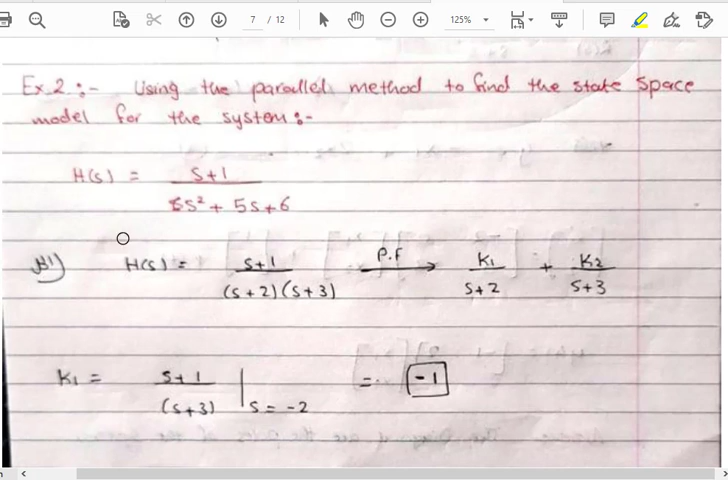 7 / 12
125%
Ex.2 :- Using the parallel method to find the state space
model for the system :-
H(s) = s+1
s² + 5s + 6
H(s) = s+1 P.F K1 + K2
(s+2)(s+3) s+2 s+3
K1 = s+1 | = -1
(s+3) | s = -2